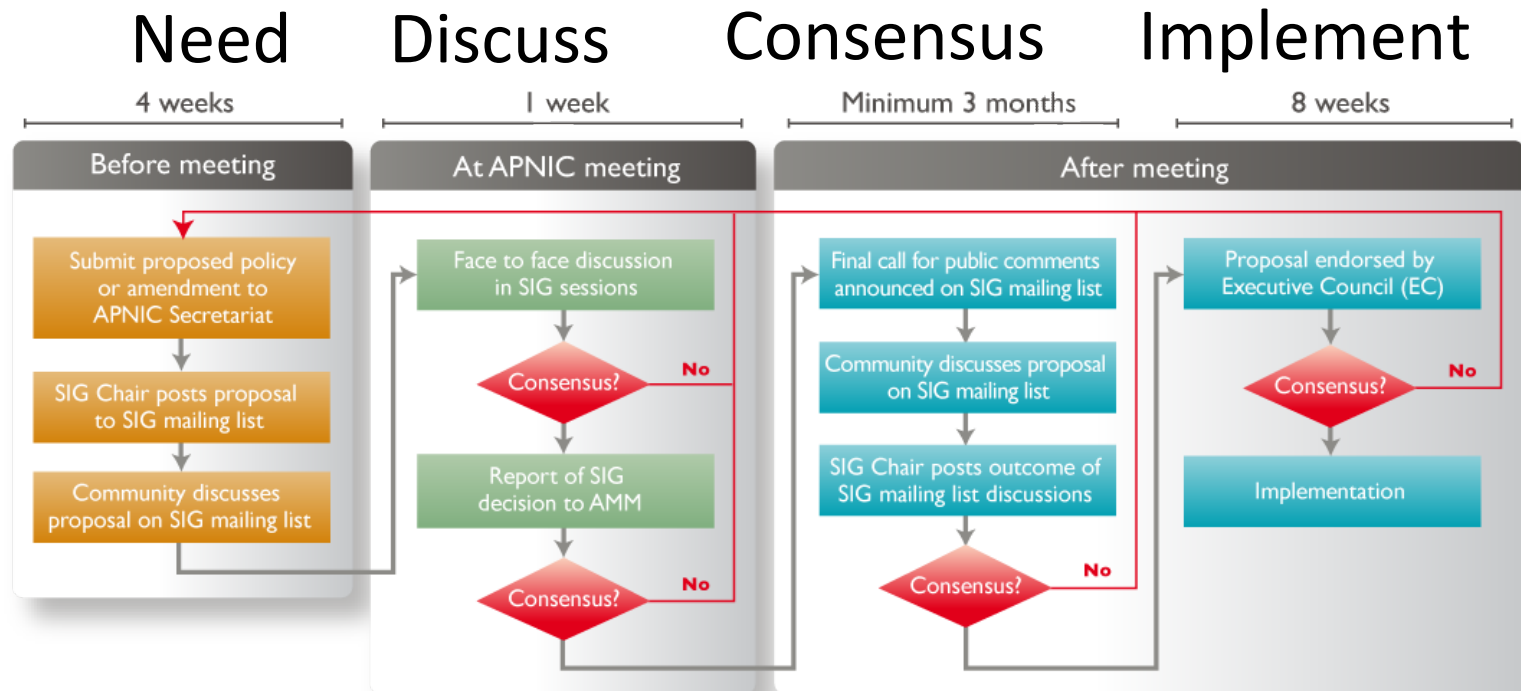 Need
Discuss
Consensus
Implement
4 weeks
1 week
Minimum 3 months
8 weeks
Before meeting
At APNIC meeting
After meeting
Submit proposed policy
or amendment to
APNIC Secretariat
SIG Chair posts proposal
to SIG mailing list
Community discusses
proposal on SIG mailing list
Face to face discussion
in SIG sessions
Consensus?
No
Report of SIG
decision to AMM
Consensus?
No
Final call for public comments
announced on SIG mailing list
Community discusses proposal
on SIG mailing list
SIG Chair posts outcome of
SIG mailing list discussions
Consensus?
No
Proposal endorsed by
Executive Council (EC)
Consensus?
No
Implementation